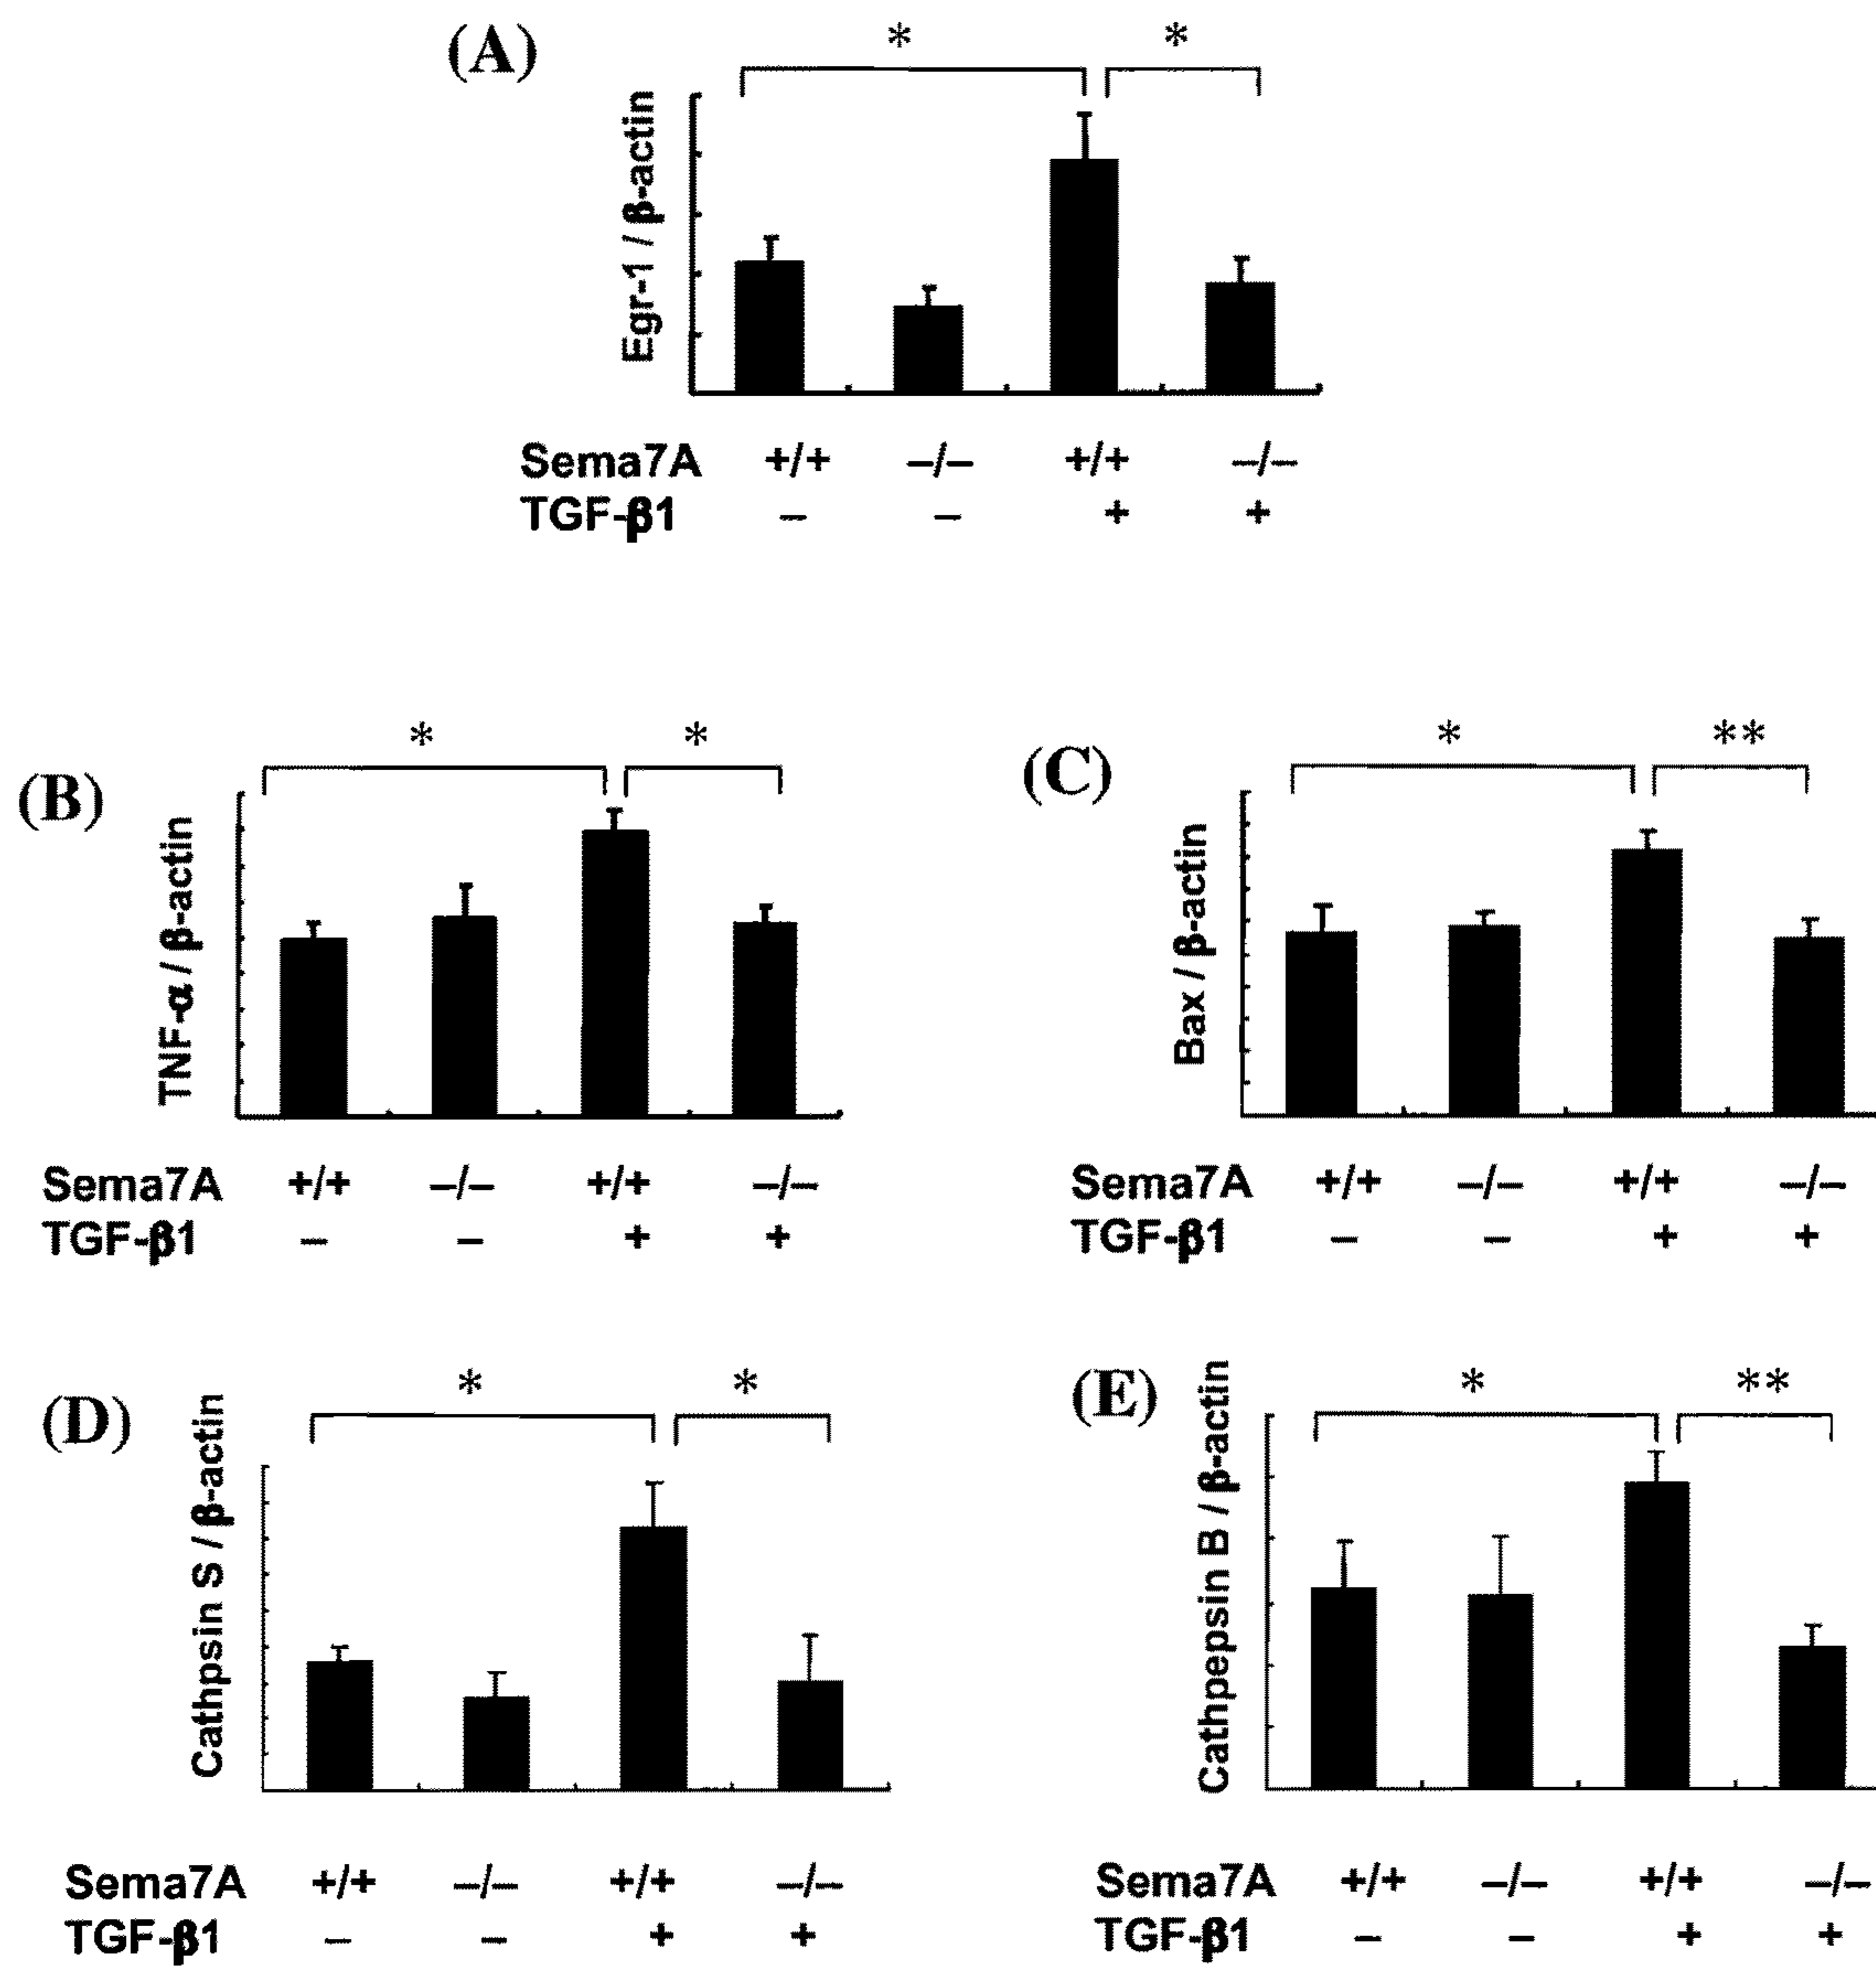 (A)
* *
Egr-1 / β-actin
Sema7A +/+ –/– +/+ –/–
TGF-β1 – – + +
(B)
* *
TNF-α / β-actin
Sema7A +/+ –/– +/+ –/–
TGF-β1 – – + +
(C)
* **
Bax / β-actin
Sema7A +/+ –/– +/+ –/–
TGF-β1 – – + +
(D)
* *
Cathpsin S / β-actin
Sema7A +/+ –/– +/+ –/–
TGF-β1 – – + +
(E)
* **
Cathpepsin B / β-actin
Sema7A +/+ –/– +/+ –/–
TGF-β1 – – + +